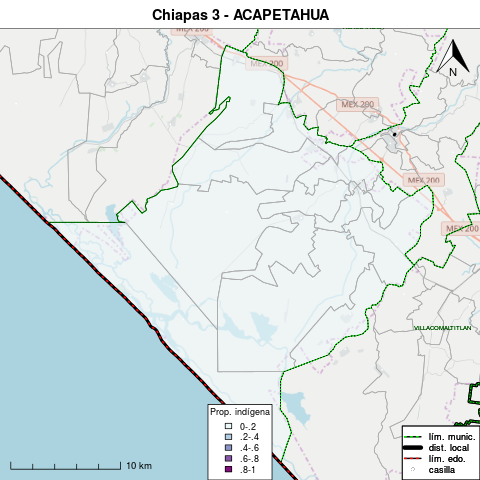 Chiapas 3 - ACAPETAHUA
MEX 200
MEX 200
MEX 200
MEX 200
MEX 200
N
VILLACOMALTITLAN
Prop. indígena
0-.2
.2-.4
.4-.6
.6-.8
.8-1
10 km
lím. munic.
dist. local
lím. edo.
casilla